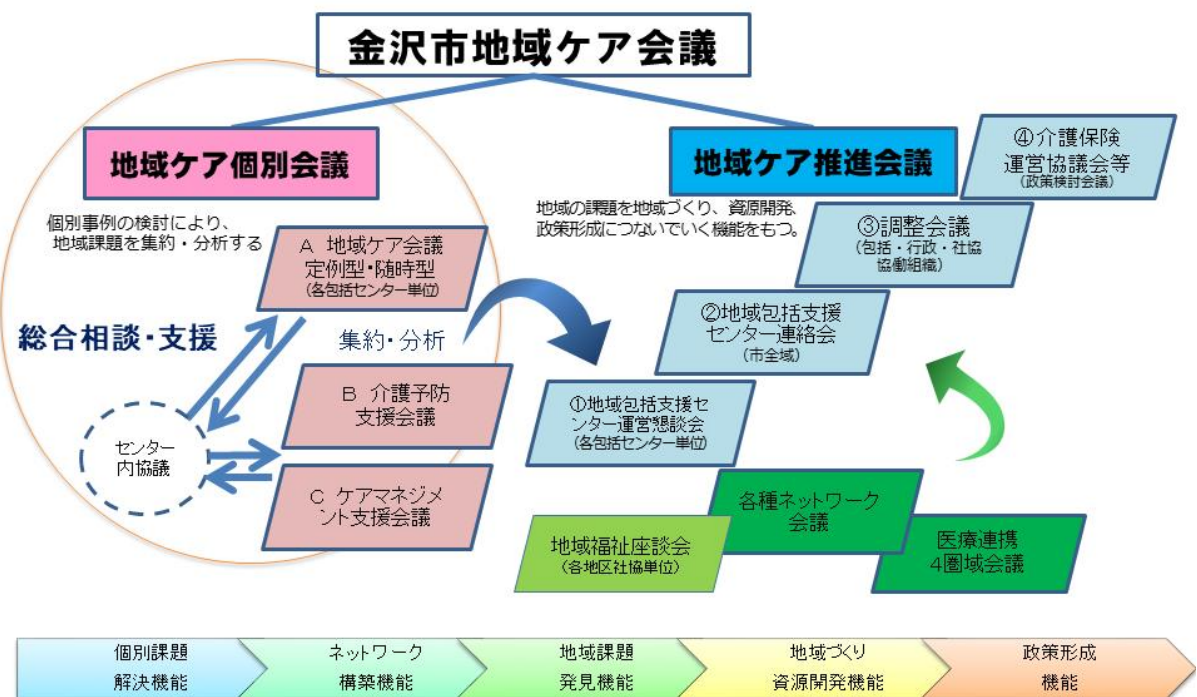 金沢市地域ケア会議
地域ケア個別会議
個別事例の検討により、
地域課題を集約・分析する
A 地域ケア会議
定例型・随時型
(各包括センター単位)
総合相談・支援
集約・分析
B 介護予防
支援会議
センター
内協議
C ケアマネジメ
ント支援会議
地域ケア推進会議
地域の課題を地域づくり、資源開発、
政策形成につないでいく機能をもつ。
④介護保険
運営協議会等
(政策検討会議)
③調整会議
(包括・行政・社協
協働組織)
②地域包括支援
センター連絡会
(市全域)
①地域包括支援セ
ンター運営懇談会
(各包括センター単位)
各種ネットワーク
会議
地域福祉座談会
(各地区社協単位)
医療連携
4圏域会議
個別課題
解決機能
ネットワーク
構築機能
地域課題
発見機能
地域づくり
資源開発機能
政策形成
機能